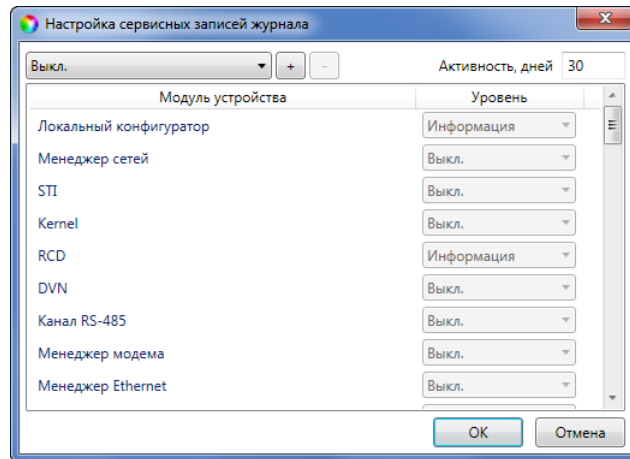 Настройка сервисных записей журнала
Выкл. + - Активность, дней 30
Модуль устройства Уровень
Локальный конфигуратор Информация
Менеджер сетей Выкл.
STI Выкл.
Kernel Выкл.
RCD Информация
DVN Выкл.
Канал RS-485 Выкл.
Менеджер модема Выкл.
Менеджер Ethernet Выкл.
OK Отмена